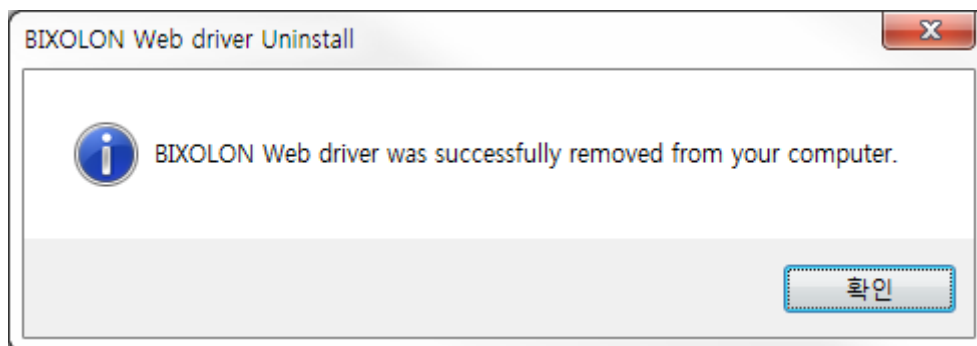 BIXOLON Web driver Uninstall
BIXOLON Web driver was successfully removed from your computer.
확인